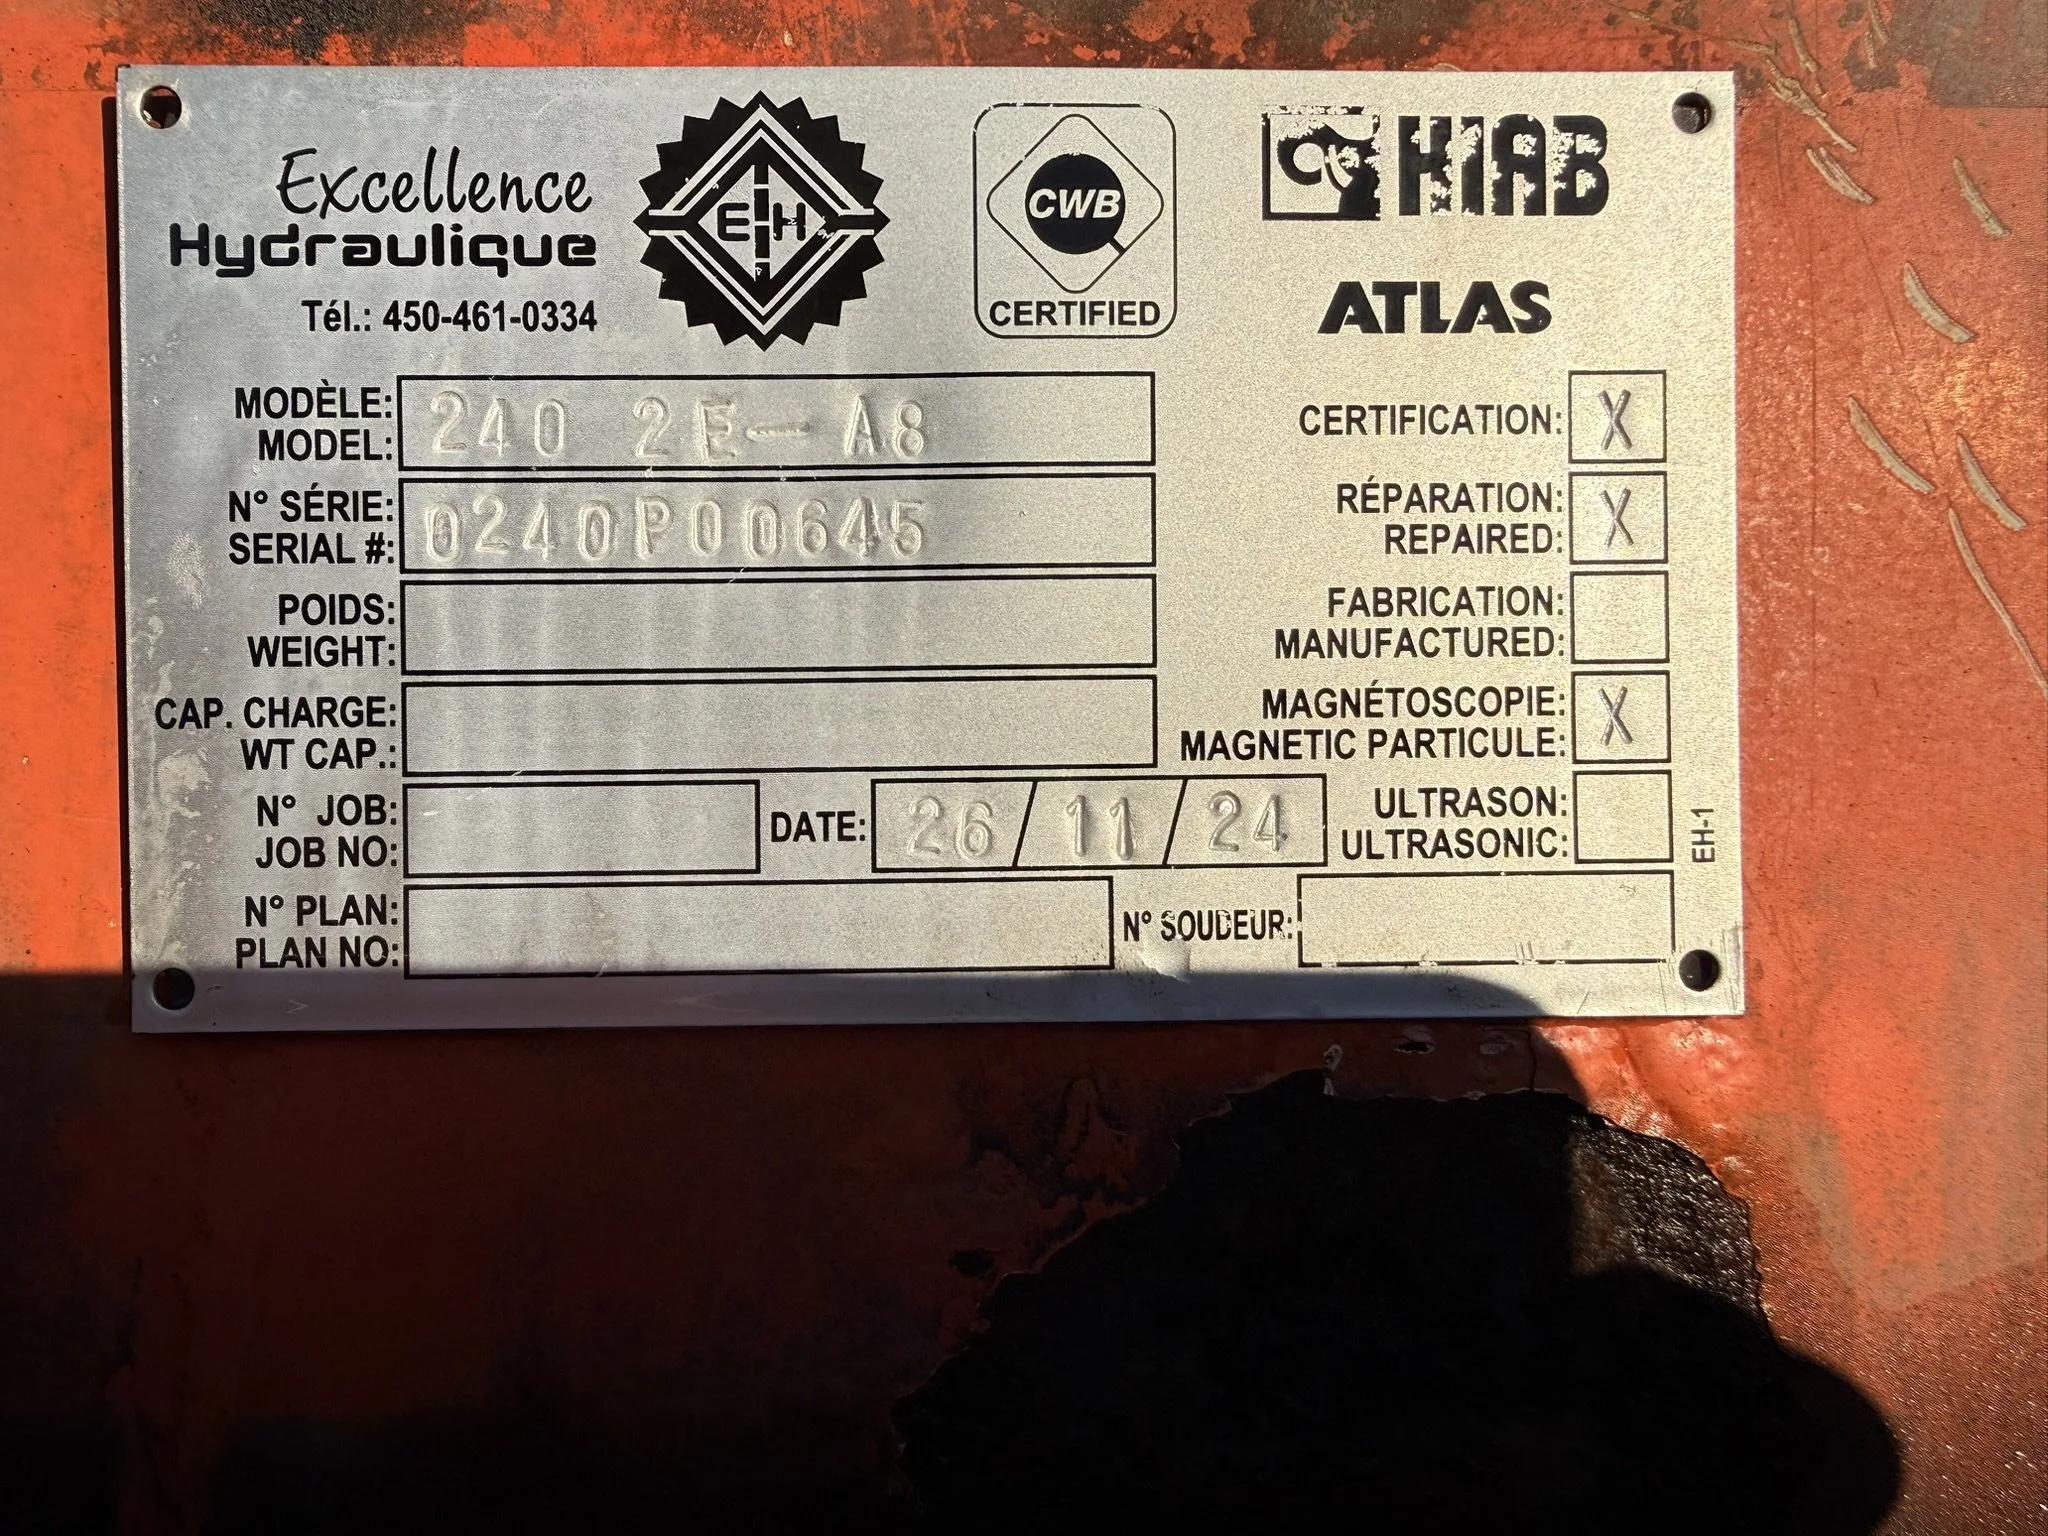 Excellence
Hydraulique
Tél.: 450-461-0334
E H
CWB
CERTIFIED
HIAB
ATLAS
MODÈLE:
MODEL:
240 2E-A8
N° SÉRIE:
SERIAL #:
0240P00645
POIDS:
WEIGHT:
CAP. CHARGE:
WT CAP.:
N° JOB:
JOB NO:
DATE: 26/11/24
N° PLAN:
PLAN NO:
N° SOUDEUR:
CERTIFICATION: X
RÉPARATION:
REPAIRED: X
FABRICATION:
MANUFACTURED:
MAGNÉTOSCOPIE:
MAGNETIC PARTICULE: X
ULTRASON:
ULTRASONIC:
EH-1